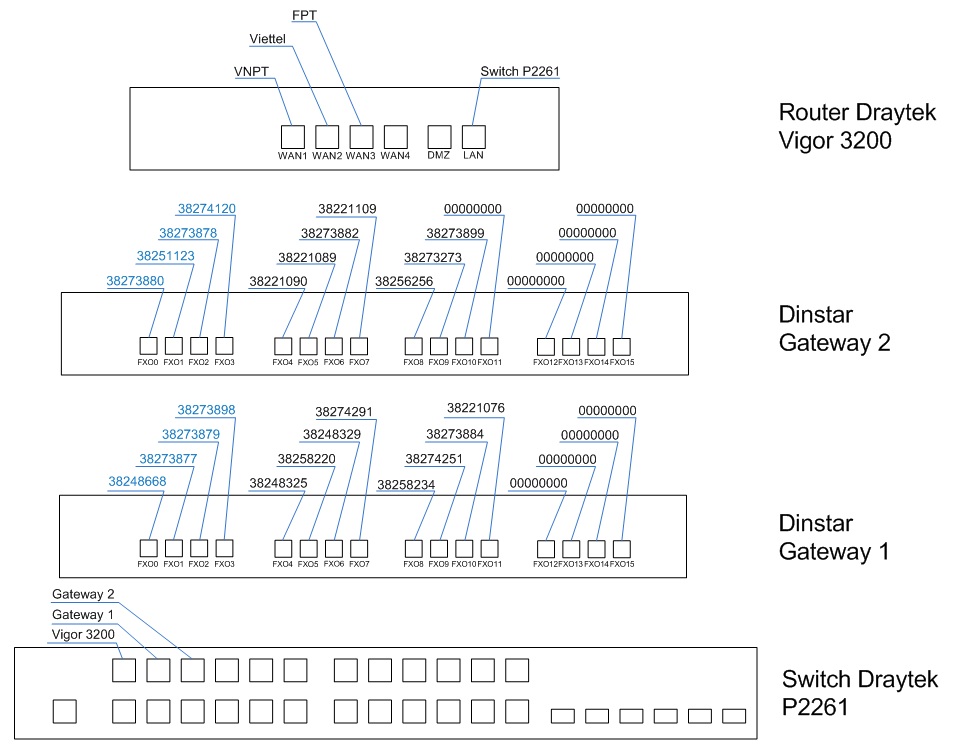 FPT
Viettel
VNPT
Switch P2261
WAN1 WAN2 WAN3 WAN4 DMZ LAN
Router Draytek
Vigor 3200
38274120 38221109 00000000 00000000
38273878 38273882 38273899 00000000
38251123 38221089 38273273 00000000
38273880 38221090 38256256 00000000
FXO0 FXO1 FXO2 FXO3 FXO4 FXO5 FXO6 FXO7 FXO8 FXO9 FXO10 FXO11 FXO12 FXO13 FXO14 FXO15
Dinstar
Gateway 2
38273898 38274291 38221076 00000000
38273879 38248329 38273884 00000000
38273877 38258220 38274251 00000000
38248668 38248325 38258234 00000000
FXO0 FXO1 FXO2 FXO3 FXO4 FXO5 FXO6 FXO7 FXO8 FXO9 FXO10 FXO11 FXO12 FXO13 FXO14 FXO15
Dinstar
Gateway 1
Gateway 2
Gateway 1
Vigor 3200
Switch Draytek
P2261